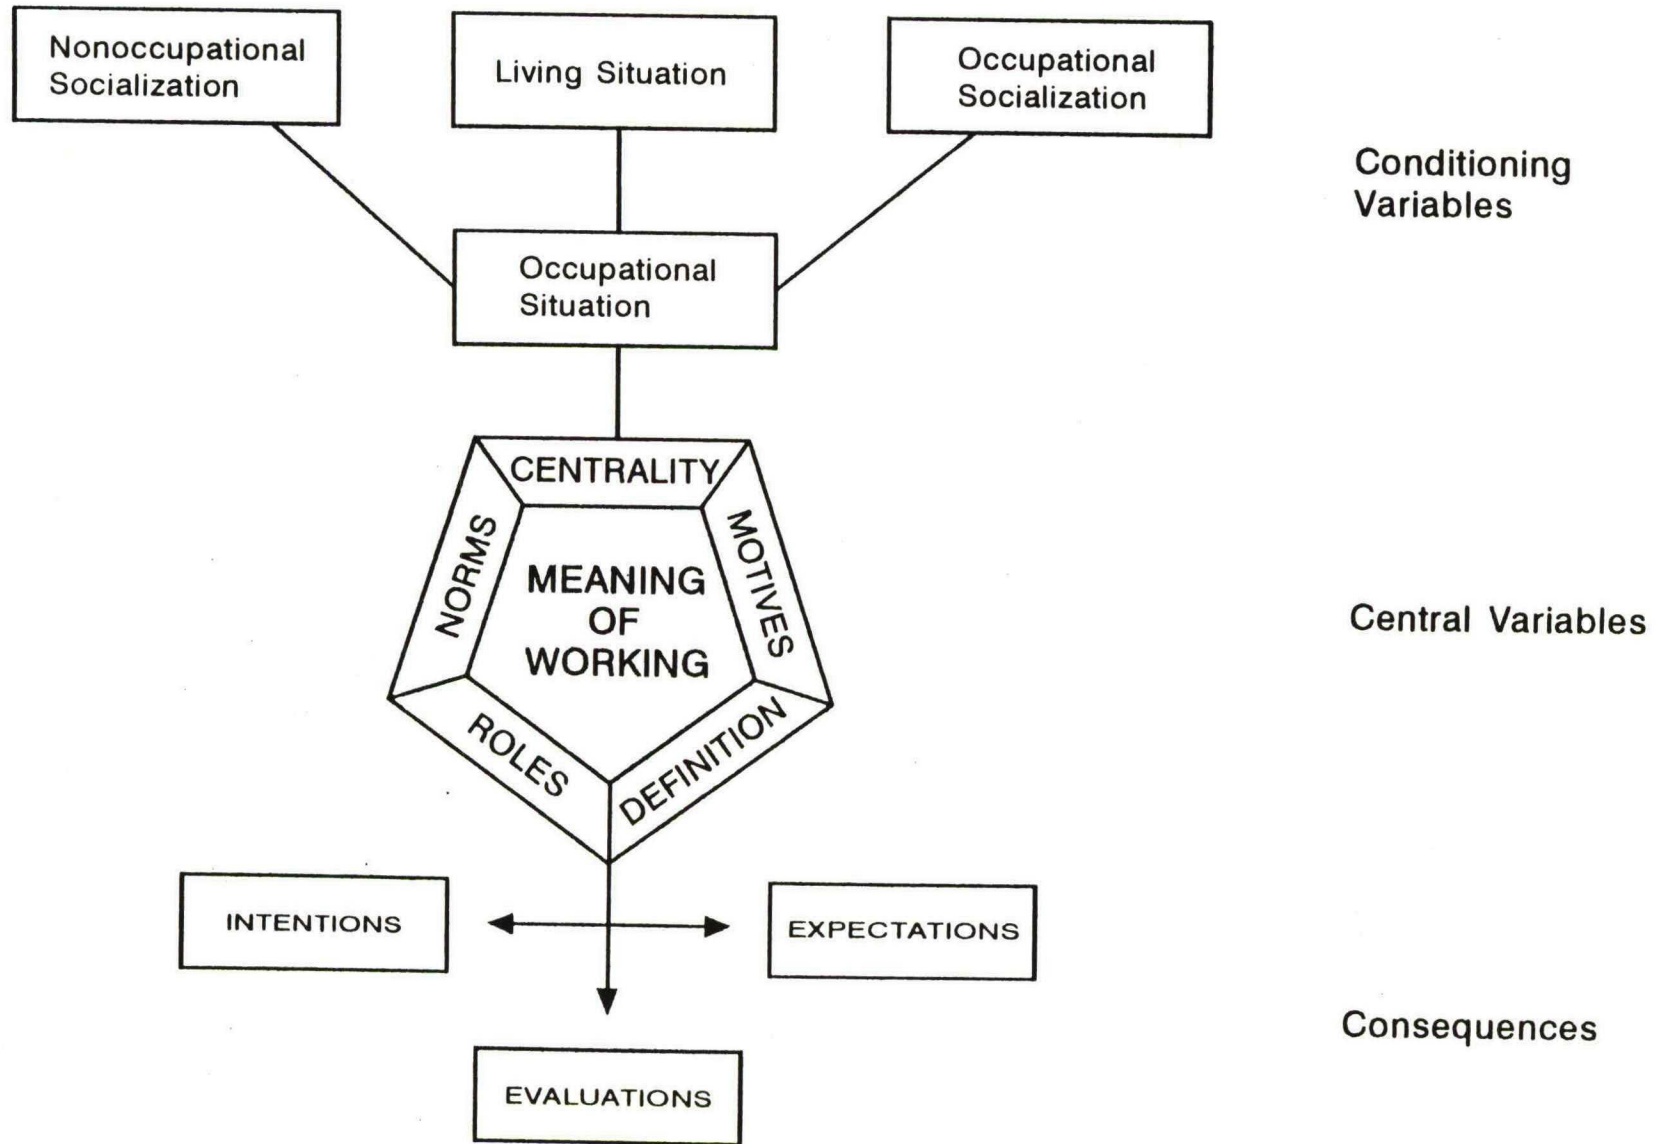 Nonoccupational
Socialization
Living Situation
Occupational
Socialization
Conditioning
Variables
Occupational
Situation
CENTRALITY
NORMS
MOTIVES
MEANING
OF
WORKING
Central Variables
ROLES
DEFINITION
INTENTIONS
EXPECTATIONS
Consequences
EVALUATIONS